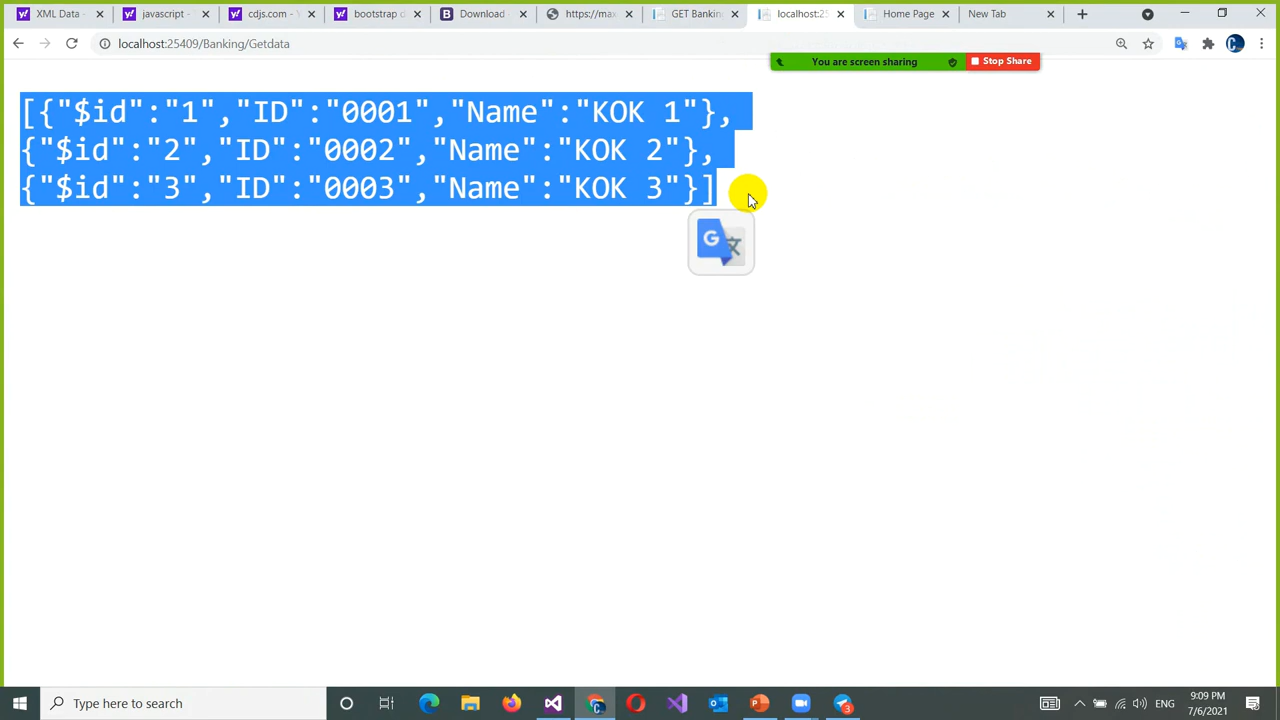 XML Data -
javascript -
cdjs.com - Y
bootstrap d
Download
https://max
GET Bankin
localhost:25
Home Page
New Tab
localhost:25409/Banking/Getdata
You are screen sharing
Stop Share
[{"$id":"1","ID":"0001","Name":"KOK 1"},
{"$id":"2","ID":"0002","Name":"KOK 2"},
{"$id":"3","ID":"0003","Name":"KOK 3"}]
Type here to search
3
ENG
9:09 PM
7/6/2021